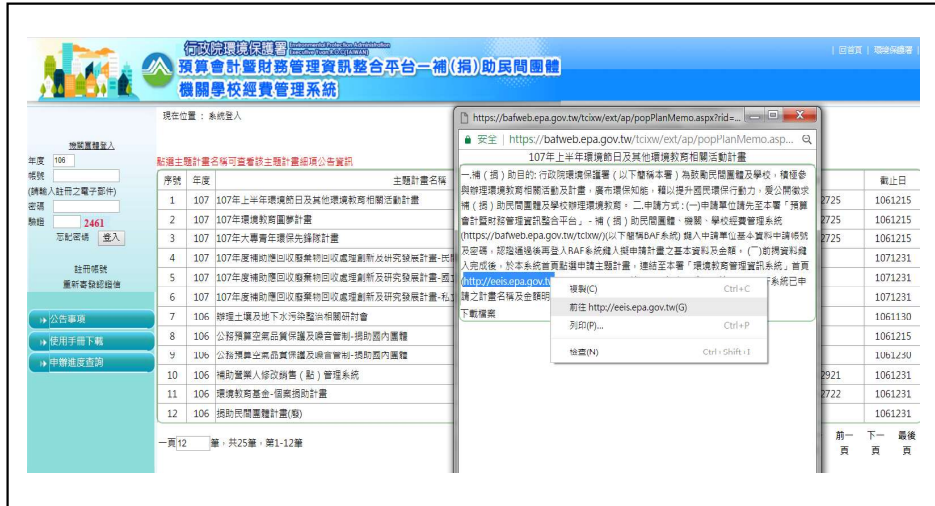 行政院環境保護署 Environmental Protection Administration
Executive Yuan, R.O.C.(TAIWAN)
預算會計暨財務管理資訊整合平台—補(捐)助民間團體
機關學校經費管理系統
| 回首頁 | 環境保護署 |
現在位置 : 系統登入
機關團體登入
年度 106
帳號
(請輸入註冊之電子郵件)
密碼
驗證 2461
忘記密碼 登入
註冊帳號
重新寄發認證信
公告事項
使用手冊下載
申辦進度查詢
點選主題計畫名稱可查看該主題計畫細項公告資訊
序號 年度 主題計畫名稱 截止日
1 107 107年上半年環境節日及其他環境教育相關活動計畫 2725 1061215
2 107 107年環境教育圓夢計畫 2725 1061215
3 107 107年大專青年環保先鋒隊計畫 2725 1061215
4 107 107年度補助應回收廢棄物回收處理創新及研究發展計畫-民 1071231
5 107 107年度補助應回收廢棄物回收處理創新及研究發展計畫-國 1071231
6 107 107年度補助應回收廢棄物回收處理創新及研究發展計畫-私 1071231
7 106 辦理土壤及地下水污染整治相關研討會 1061130
8 106 公務預算空氣品質保護及噪音管制-捐助國內團體 1061215
9 106 公務預算空氣品質保護及噪音管制-捐助國內團體 1061230
10 106 補助營業人修改銷售(點)管理系統 2921 1061231
11 106 環境教育基金-個案捐助計畫 2722 1061231
12 106 捐助民間團體計畫(廢) 1061231
一頁12 筆,共25筆,第1-12筆
前一頁 下一頁 最後頁
https://bafweb.epa.gov.tw/tcixw/ext/ap/popPlanMemo.aspx?rid=...
安全 | https://bafweb.epa.gov.tw/tcixw/ext/ap/popPlanMemo.asp...
107年上半年環境節日及其他環境教育相關活動計畫
一.補(捐)助目的: 行政院環境保護署(以下簡稱本署)為鼓勵民間團體及學校,積極參
與辦理環境教育相關活動及計畫,廣布環保知能,藉以提升國民環保行動力,爰公開徵求
補(捐)助民間團體及學校辦理環境教育。二.申請方式:(一)申請單位請先至本署「預算
會計暨財務管理資訊整合平台」-補(捐)助民間團體、機關、學校經費管理系統
(https://bafweb.epa.gov.tw/tcixw/)(以下簡稱BAF系統) 鍵入申請單位基本資料申請帳號
及密碼,認證通過後再登入BAF系統鍵入擬申請計畫之基本資料及金額。(二)前揭資料鍵
入完成後,於本系統首頁點選申請主題計畫,連結至本署「環境教育管理資訊系統」首頁
(http://eeis.epa.gov.t 系統已申
請之計畫名稱及金額明
下載檔案
複製(C) Ctrl+C
前往 http://eeis.epa.gov.tw(G)
列印(P)... Ctrl+P
檢查(N) Ctrl+Shift+I